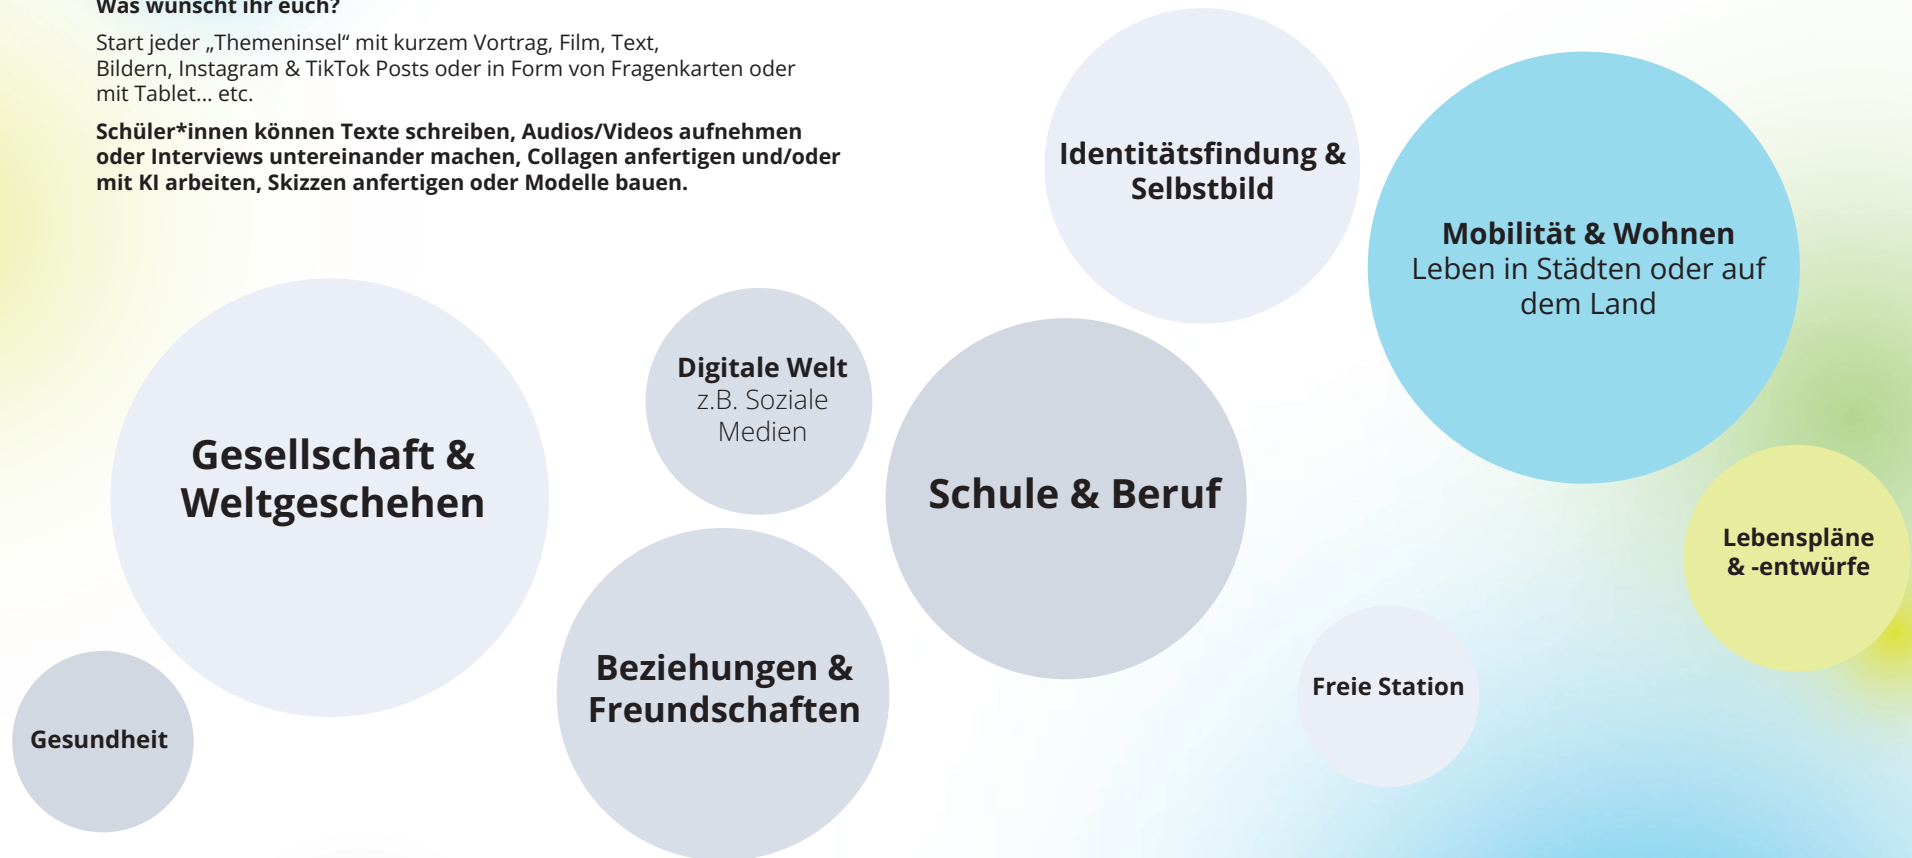 Was wünscht ihr euch?
Start jeder „Themeninsel“ mit kurzem Vortrag, Film, Text,
Bildern, Instagram & TikTok Posts oder in Form von Fragenkarten oder
mit Tablet... etc.
Schüler*innen können Texte schreiben, Audios/Videos aufnehmen
oder Interviews untereinander machen, Collagen anfertigen und/oder
mit KI arbeiten, Skizzen anfertigen oder Modelle bauen.
Identitätsfindung &
Selbstbild
Mobilität & Wohnen
Leben in Städten oder auf
dem Land
Digitale Welt
z.B. Soziale
Medien
Gesellschaft &
Weltgeschehen
Schule & Beruf
Lebenspläne
& -entwürfe
Beziehungen &
Freundschaften
Freie Station
Gesundheit